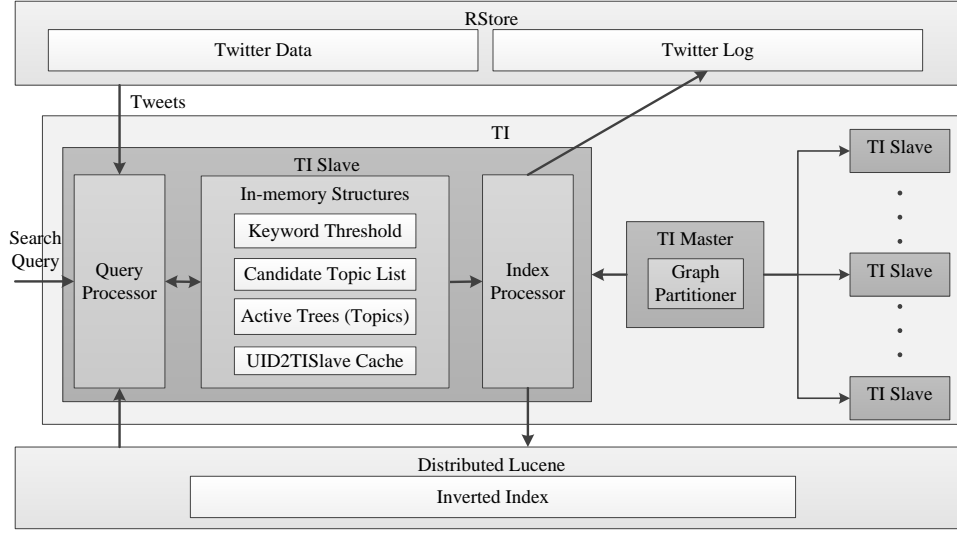 RStore
Twitter Data
Twitter Log
Tweets
TI
TI Slave
In-memory Structures
Keyword Threshold
Candidate Topic List
Active Trees (Topics)
UID2TISlave Cache
Search
Query
Query
Processor
Index
Processor
TI Master
Graph
Partitioner
TI Slave
TI Slave
TI Slave
Distributed Lucene
Inverted Index